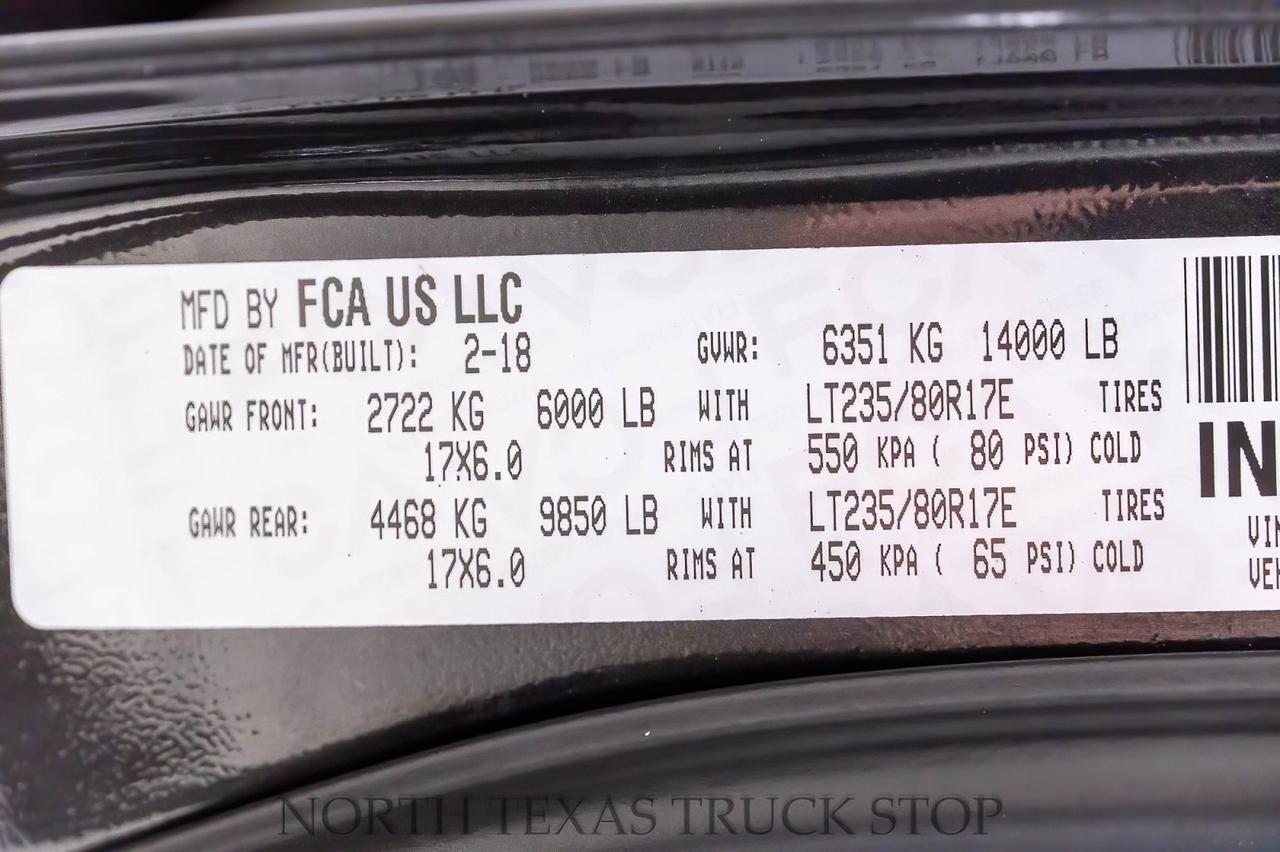 MFD BY FCA US LLC
DATE OF MFR(BUILT): 2-18 GVWR: 6351 KG 14000 LB
GAWR FRONT: 2722 KG 6000 LB WITH LT235/80R17E TIRES
17X6.0 RIMS AT 550 KPA ( 80 PSI) COLD
GAWR REAR: 4468 KG 9850 LB WITH LT235/80R17E TIRES
17X6.0 RIMS AT 450 KPA ( 65 PSI) COLD
IN
VIN
VEH
NORTH TEXAS TRUCK STOP